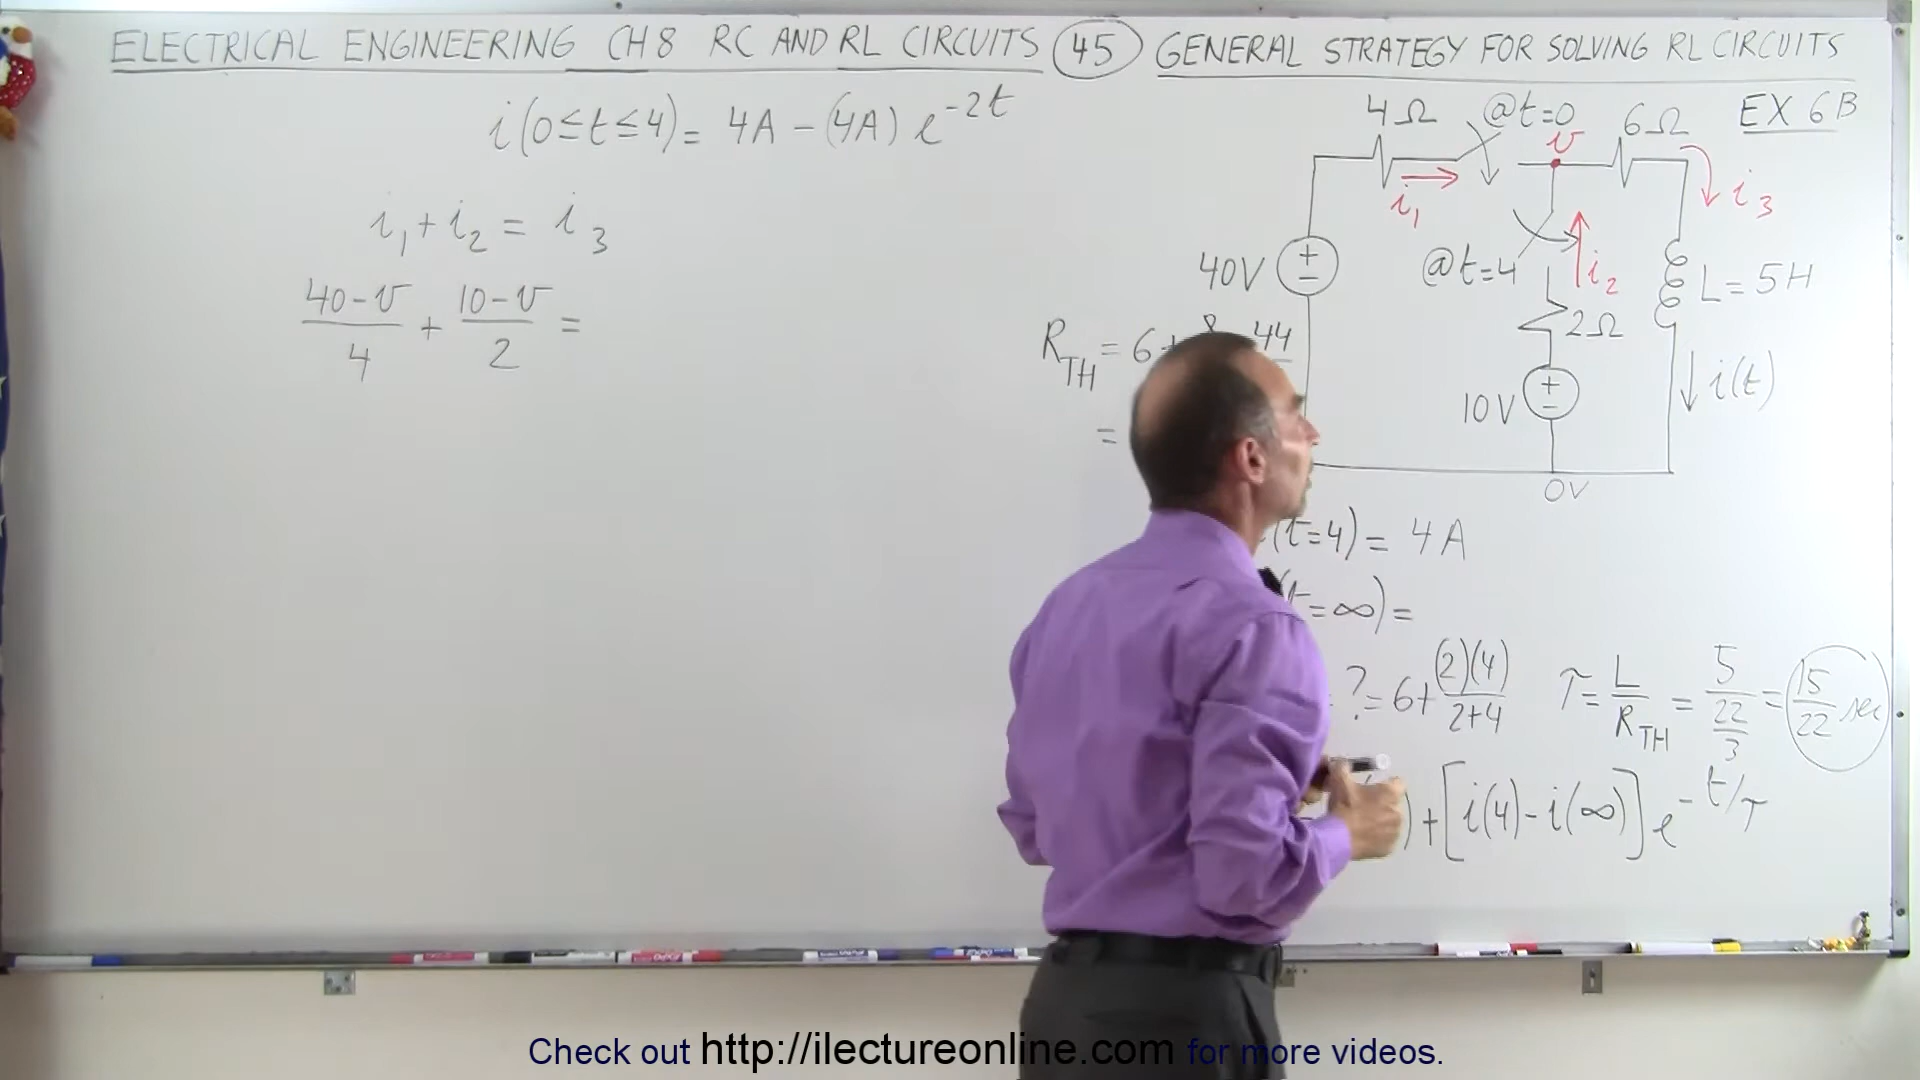 ELECTRICAL ENGINEERING CH 8 RC AND RL CIRCUITS 45 GENERAL STRATEGY FOR SOLVING RL CIRCUITS
EX 6B
i(0≤t≤4) = 4A - (4A) e^-2t
i₁ + i₂ = i₃
(40-v)/4 + (10-v)/2 =
4Ω @t=0 v 6Ω
i₁ i₃
40V @t=4 i₂ L=5H
2Ω
10V i(t)
0V
R_TH = 6+ 8 44
=
(t=4) = 4A
(t=∞) =
? = 6+ (2)(4)/(2+4) τ = L/R_TH = 5/(22/3) = 15/22 sec
) + [i(4) - i(∞)] e^-t/τ
Check out http://ilectureonline.com for more videos.